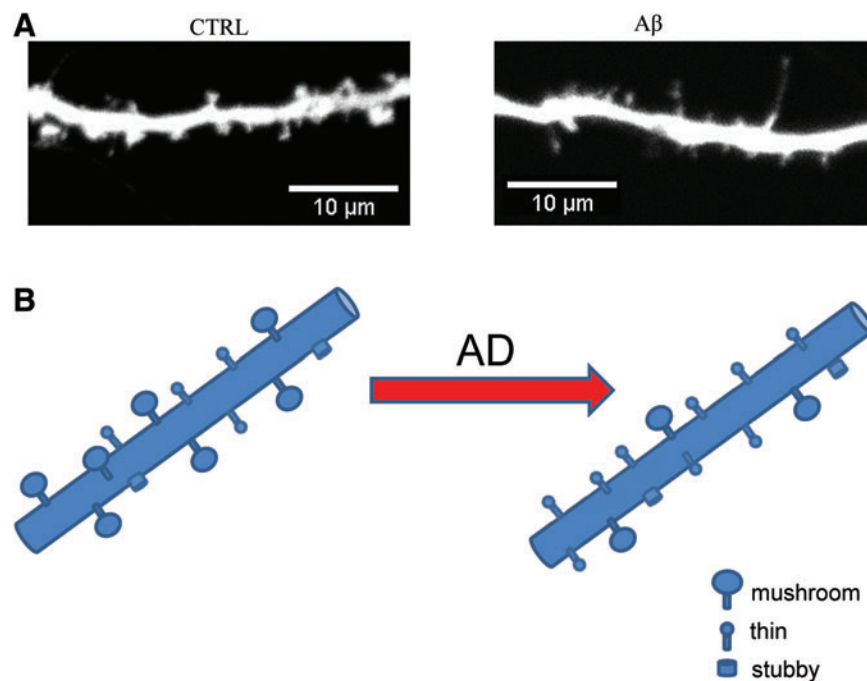 A
CTRL
Aβ
10 μm
10 μm
B
AD
mushroom
thin
stubby